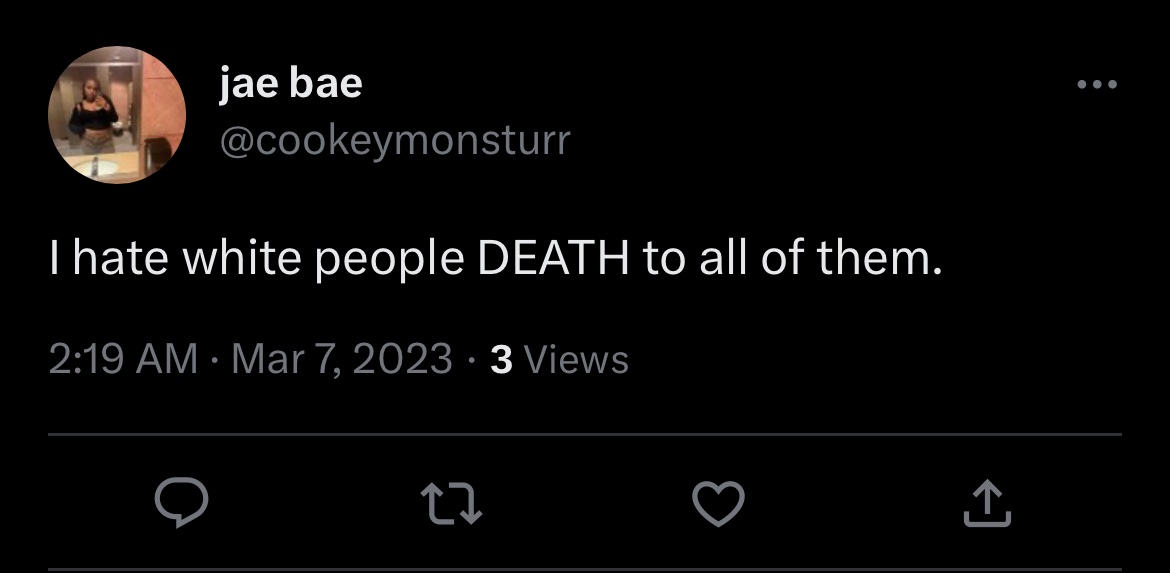 jae bae
@cookeymonsturr
I hate white people DEATH to all of them.
2:19 AM · Mar 7, 2023 · 3 Views